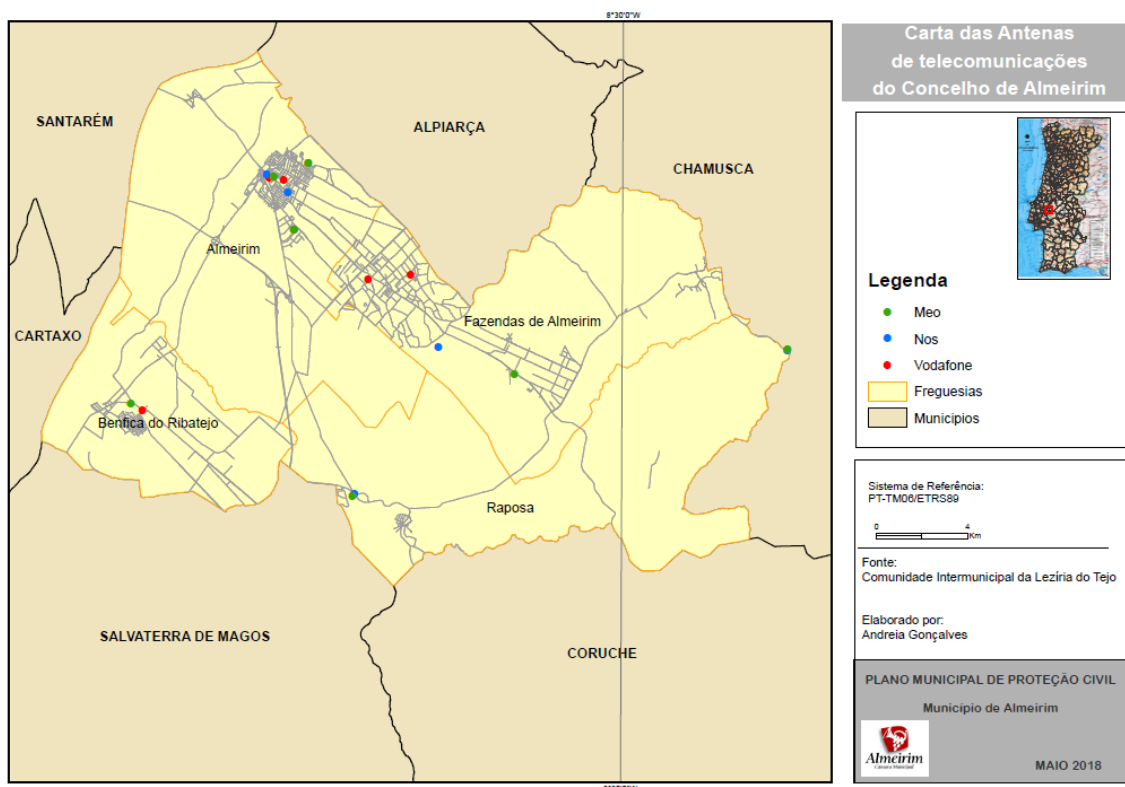 8°30'0"W
SANTARÉM
ALPIARÇA
CHAMUSCA
Almeirim
Fazendas de Almeirim
CARTAXO
Benfica do Ribatejo
Raposa
SALVATERRA DE MAGOS
CORUCHE
Carta das Antenas
de telecomunicações
do Concelho de Almeirim
Legenda
Meo
Nos
Vodafone
Freguesias
Municipios
Sistema de Referência:
PT-TM06/ETRS89
0 4
Km
Fonte:
Comunidade Intermunicipal da Lezíria do Tejo
Elaborado por:
Andreia Gonçalves
PLANO MUNICIPAL DE PROTEÇÃO CIVIL
Município de Almeirim
Almeirim
Câmara Municipal
MAIO 2018